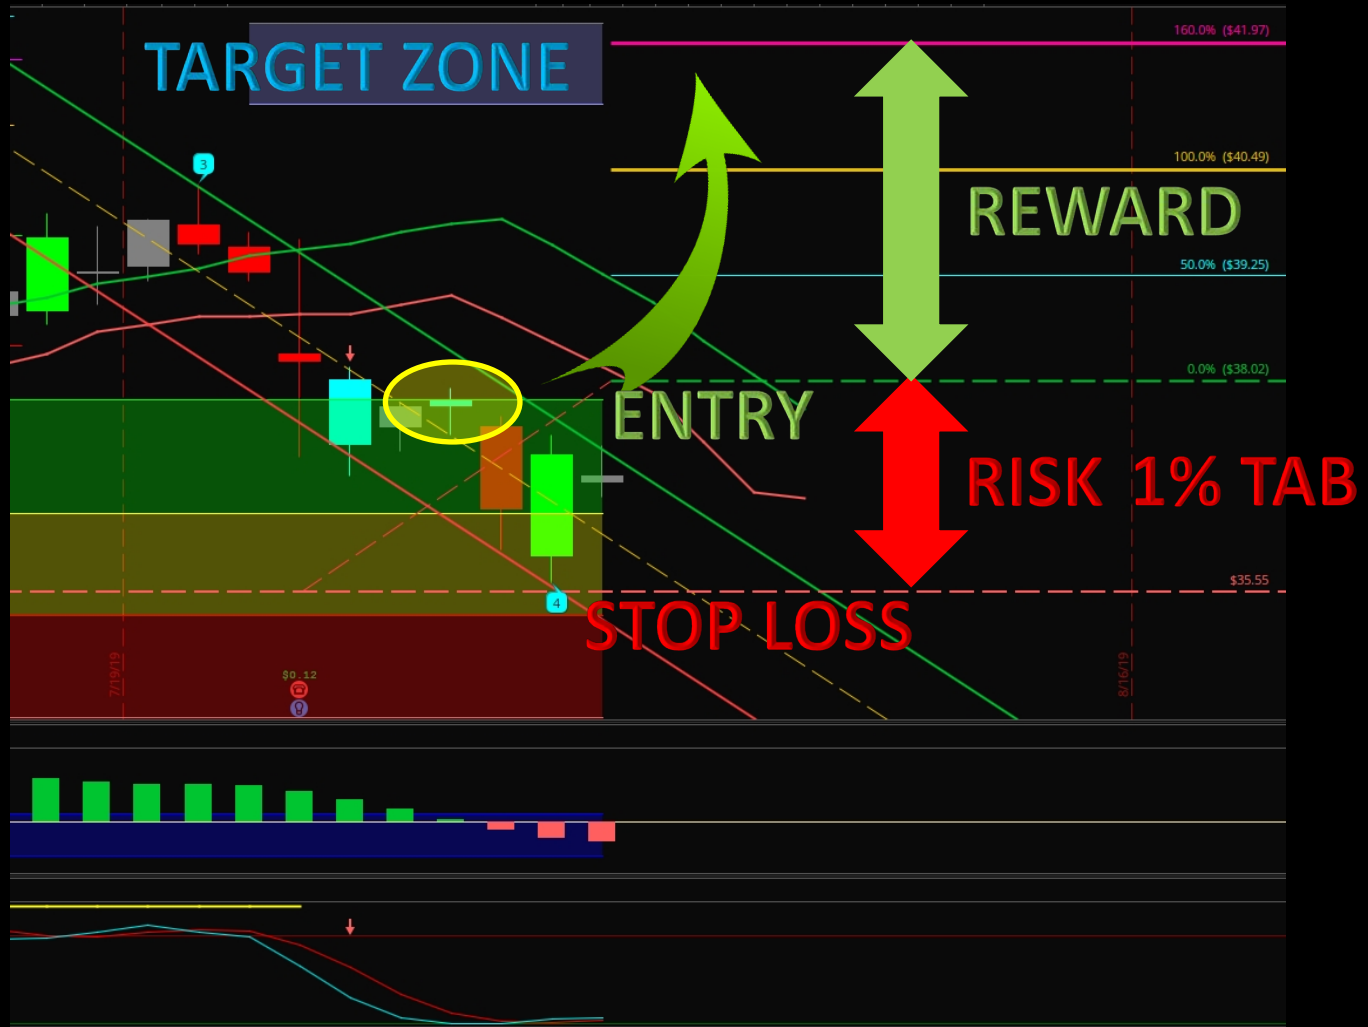 160.0% ($41.97)
TARGET ZONE
3
100.0% ($40.49)
REWARD
50.0% ($39.25)
0.0% ($38.02)
ENTRY
RISK 1% TAB
$35.55
4
STOP LOSS
7/19/19
$0.12
8/16/19